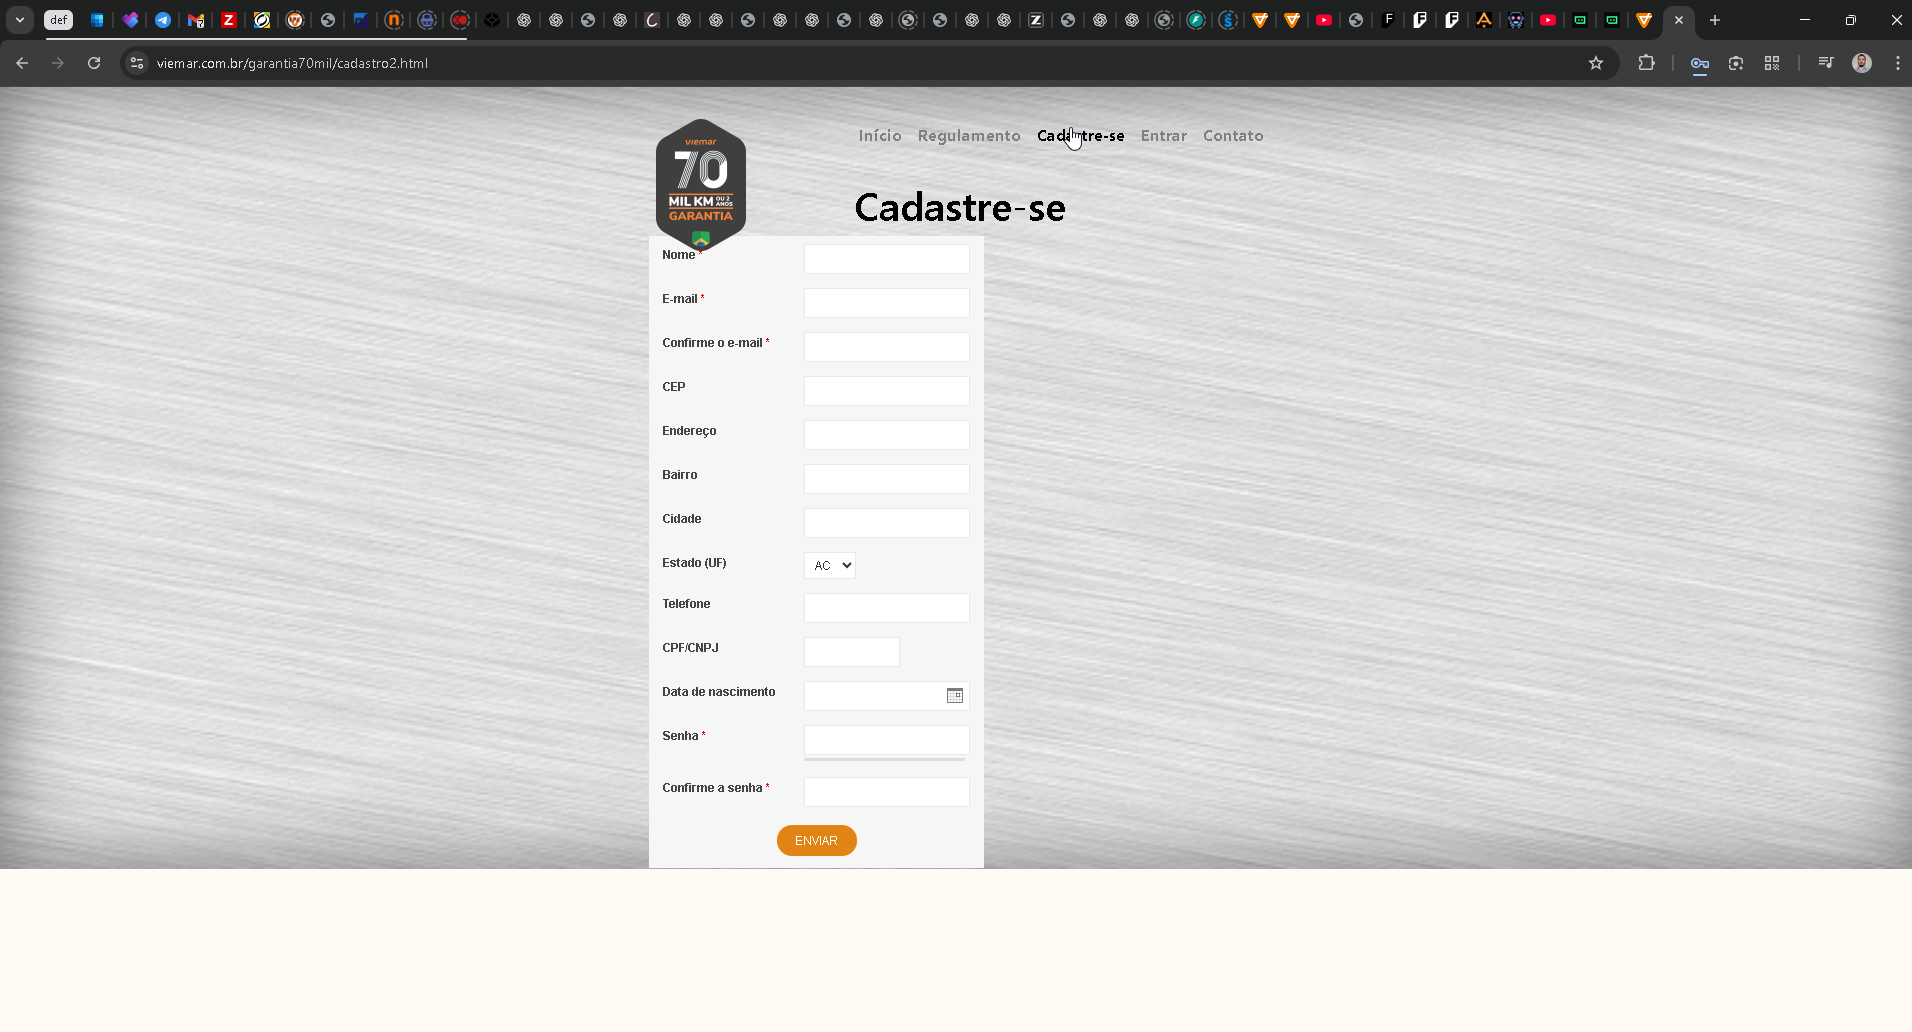 def
viemar.com.br/garantia70mil/cadastro2.html
viemar
70
MIL KM OU 2 ANOS
GARANTIA
Início Regulamento Cadastre-se Entrar Contato
Cadastre-se
Nome *
E-mail *
Confirme o e-mail *
CEP
Endereço
Bairro
Cidade
Estado (UF) AC
Telefone
CPF/CNPJ
Data de nascimento
Senha *
Confirme a senha *
ENVIAR